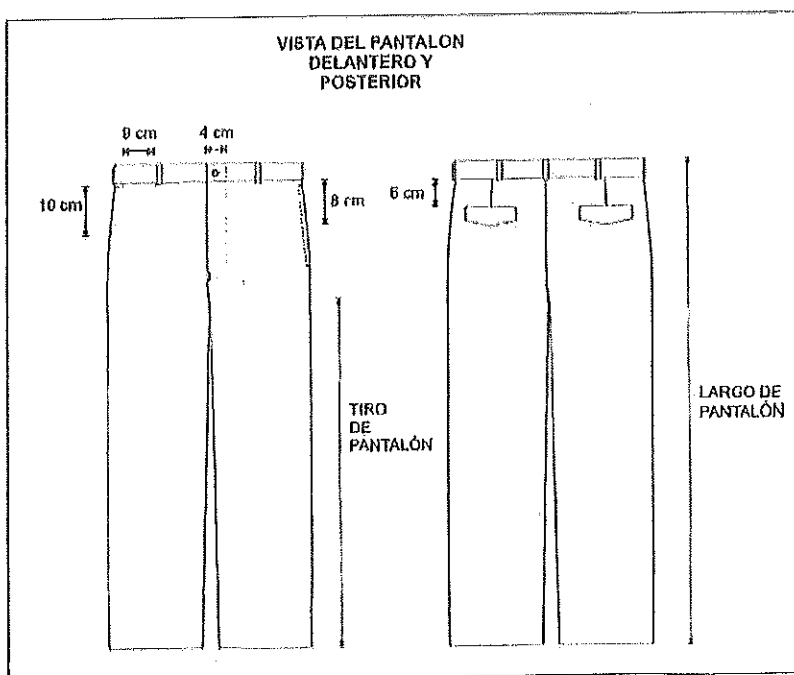 VISTA DEL PANTALON
DELANTERO Y
POSTERIOR
9 cm
4 cm
10 cm
8 cm
6 cm
TIRO
DE
PANTALÓN
LARGO DE
PANTALÓN